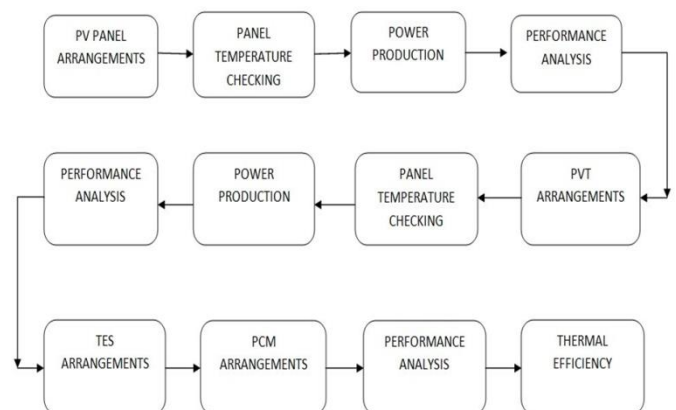 PV PANEL
ARRANGEMENTS
PANEL
TEMPERATURE
CHECKING
POWER
PRODUCTION
PERFORMANCE
ANALYSIS
PERFORMANCE
ANALYSIS
POWER
PRODUCTION
PANEL
TEMPERATURE
CHECKING
PVT
ARRANGEMENTS
TES
ARRANGEMENTS
PCM
ARRANGEMENTS
PERFORMANCE
ANALYSIS
THERMAL
EFFICIENCY